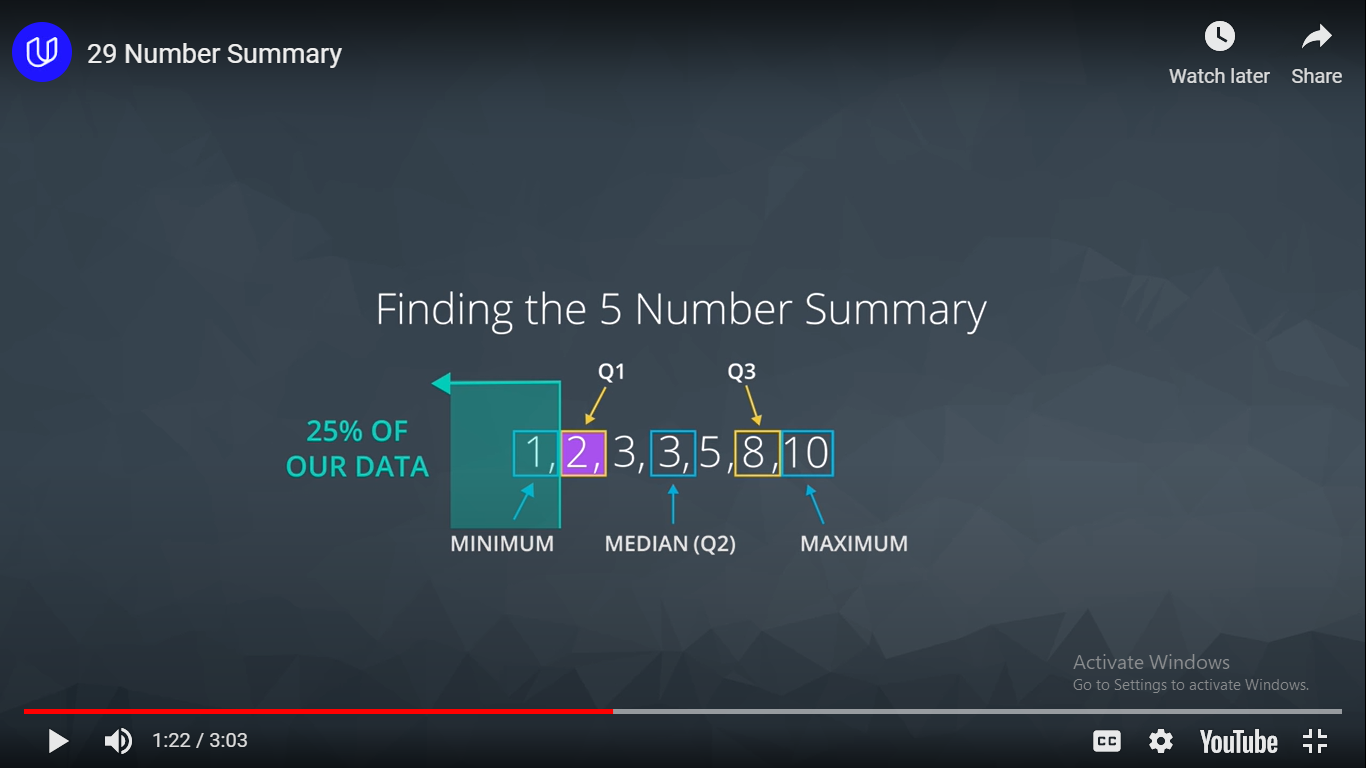 29 Number Summary
Watch later
Share
Finding the 5 Number Summary
Q1
Q3
25% OF
OUR DATA
1, 2, 3, 3, 5, 8, 10
MINIMUM
MEDIAN (Q2)
MAXIMUM
Activate Windows
Go to Settings to activate Windows.
1:22 / 3:03
CC
YouTube